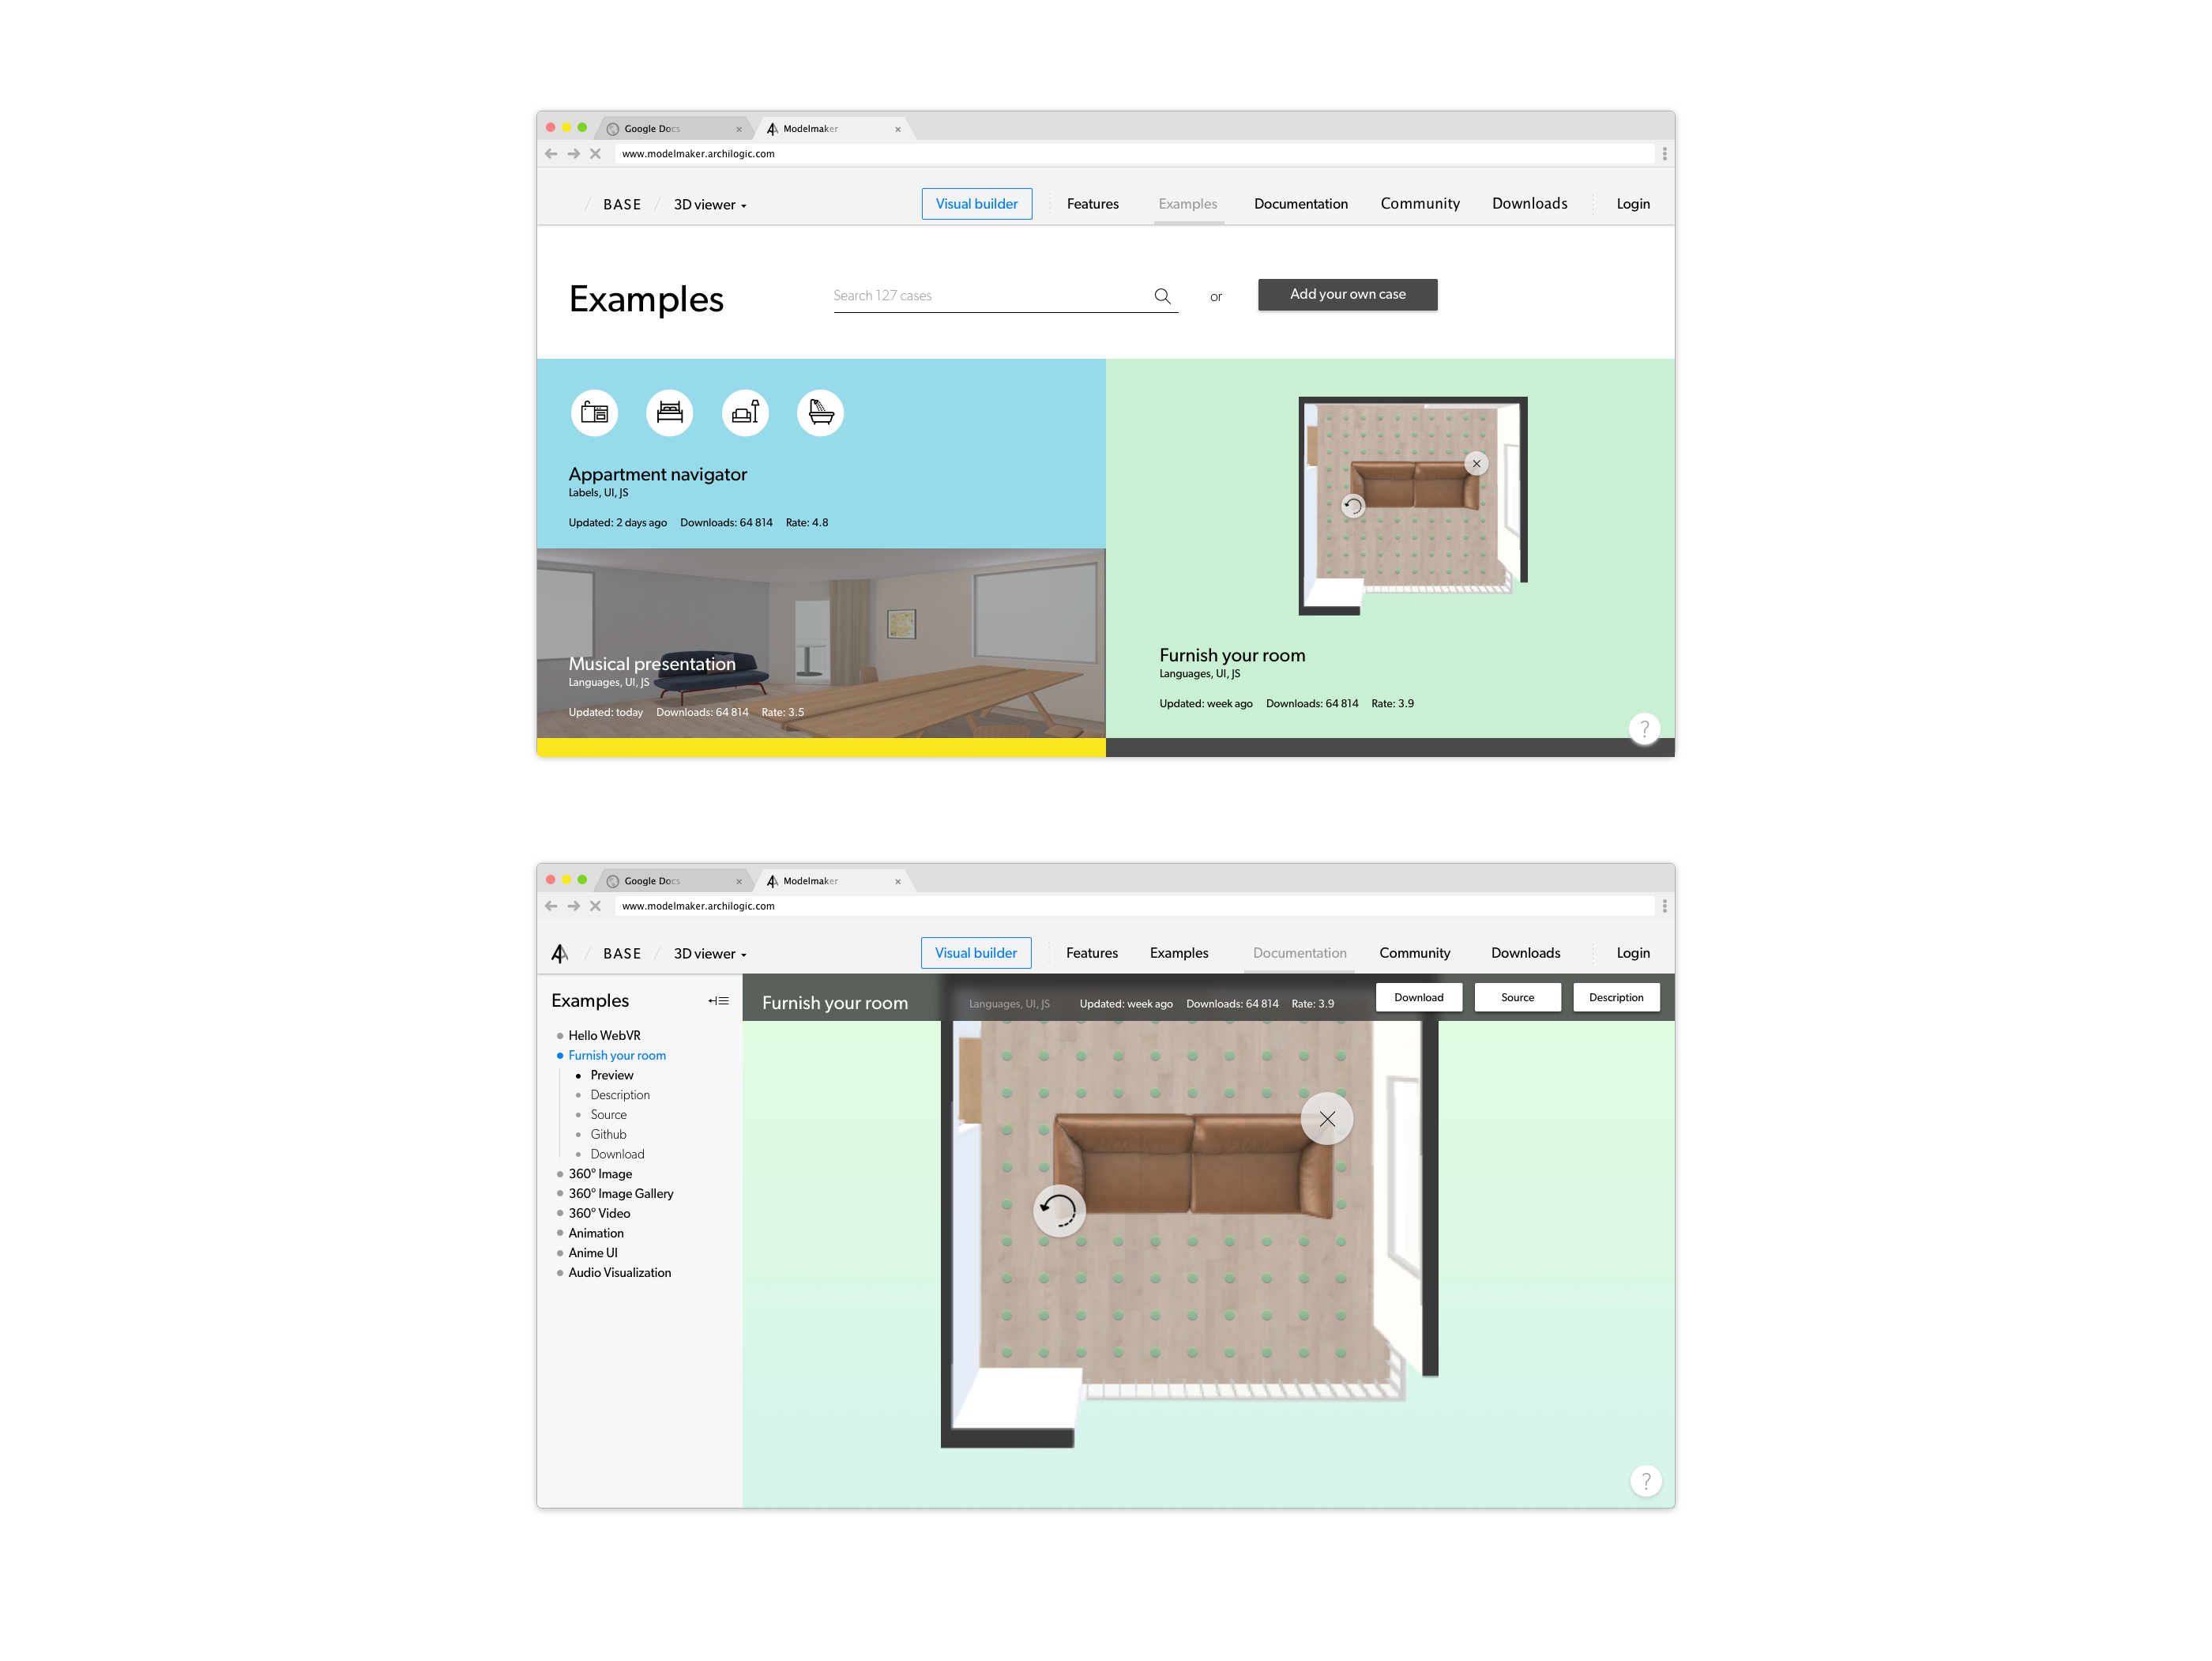 Google Docs
Modelmaker
www.modelmaker.archilogic.com
/ BASE / 3D viewer
Visual builder Features Examples Documentation Community Downloads Login
Examples
Search 127 cases
or
Add your own case
Appartment navigator
Labels, UI, JS
Updated: 2 days ago Downloads: 64 814 Rate: 4.8
Musical presentation
Languages, UI, JS
Updated: today Downloads: 64 814 Rate: 3.5
Furnish your room
Languages, UI, JS
Updated: week ago Downloads: 64 814 Rate: 3.9
?
Google Docs
Modelmaker
www.modelmaker.archilogic.com
/ BASE / 3D viewer
Visual builder Features Examples Documentation Community Downloads Login
Examples
Hello WebVR
Furnish your room
Preview
Description
Source
Github
Download
360° Image
360° Image Gallery
360° Video
Animation
Anime UI
Audio Visualization
Furnish your room Languages, UI, JS Updated: week ago Downloads: 64 814 Rate: 3.9
Download
Source
Description
?